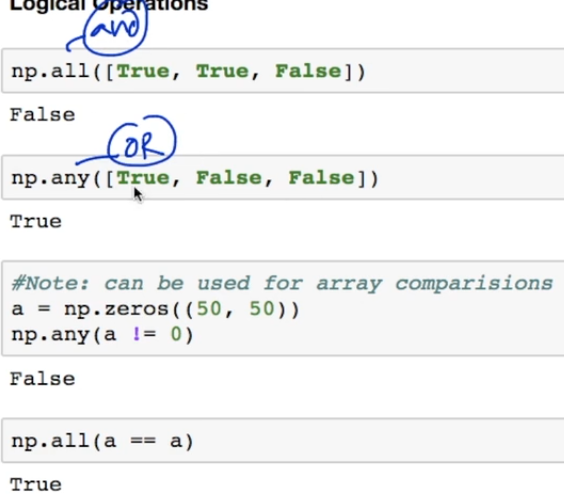 Logical Operations
and
np.all([True, True, False])
False
OR
np.any([True, False, False])
True
#Note: can be used for array comparisions
a = np.zeros((50, 50))
np.any(a != 0)
False
np.all(a == a)
True